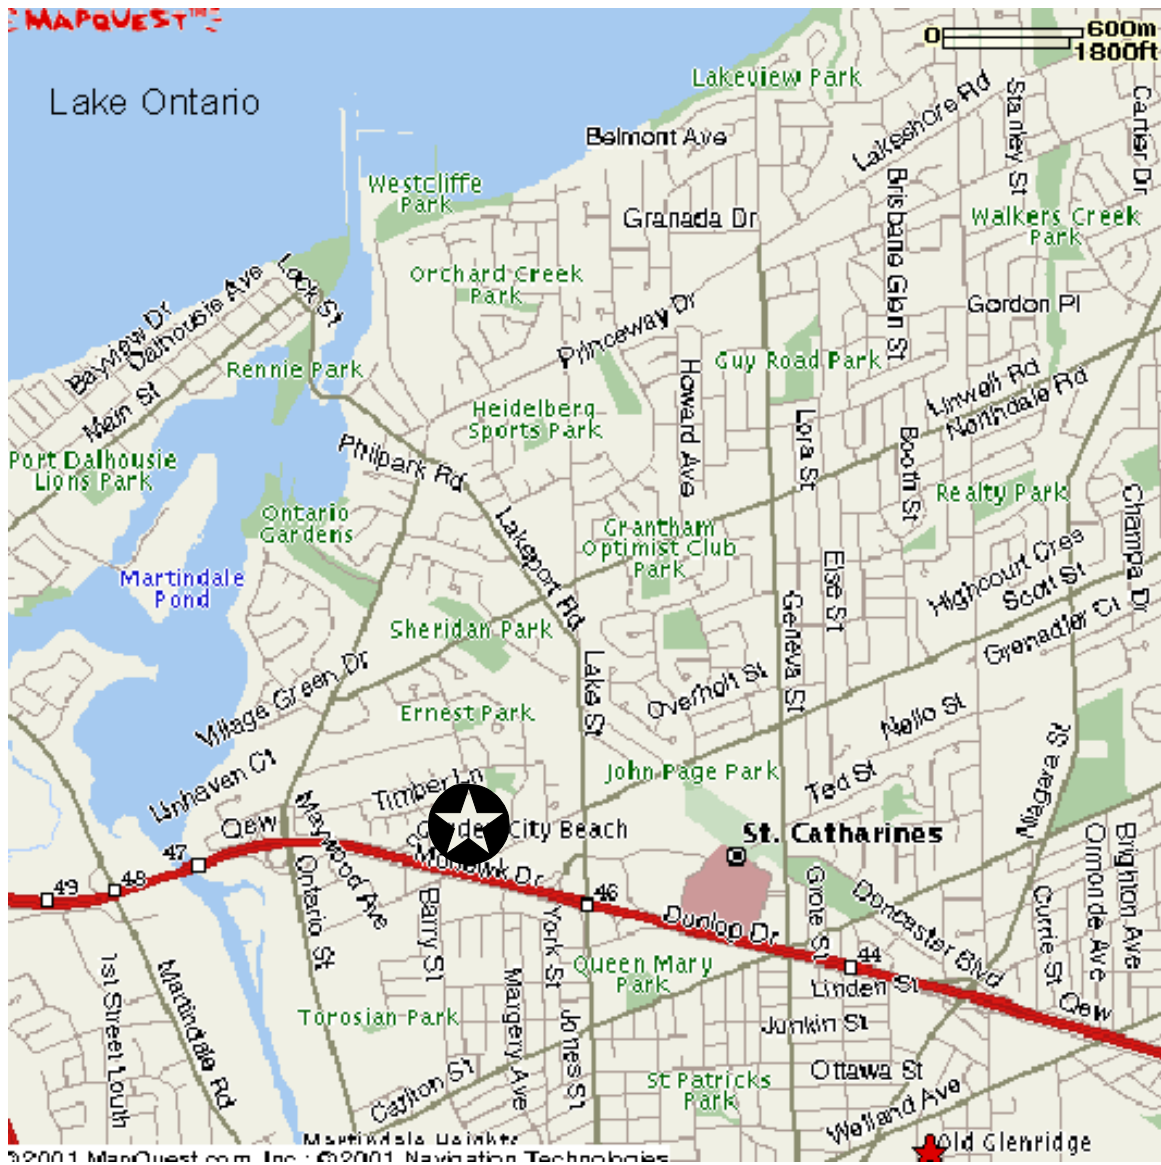 MAPQUEST™
0 600m
1800ft
Lake Ontario
Lakeview Park
Belmont Ave
Lakeshore Rd
Stanley St
Cartier Dr
Westcliffe
Park
Granada Dr
Brisbane Glen St
Walkers Creek
Park
Lock St
Orchard Creek
Park
Bayview Dr
Dalhousie Ave
Princeway Dr
Gordon Pl
Rennie Park
Guy Road Park
Main St
Howard Ave
Linwell Rd
Northdale Rd
Heidelberg
Sports Park
Lora St
Booth St
Port Dalhousie
Lions Park
Philpark Rd
Realty Park
Champa Dr
Ontario
Gardens
Lakeport Rd
Grantham
Optimist Club
Park
Else St
Highcourt Cres
Scott St
Martindale
Pond
Geneva St
Grenadier Ct
Sheridan Park
Village Green Dr
Lake St
Overholt St
Nello St
Ernest Park
Niagara St
Linhaven Ct
Timber Ln
John Page Park
Ted St
Qew
Maywood Ave
City Beach
St. Catharines
47
Mohawk Dr
Ormonde Ave
Brighton Ave
49
48
46
Ontario St
Barry St
York St
Dunlop Dr
Grote St
Doncaster Blvd
Currie St
44
Queen Mary
Park
Linden St
Qew
1st Street Louth
Martindale Rd
Margery Ave
Jones St
Torosian Park
Junkin St
Carlton St
St Patricks
Park
Ottawa St
Welland Ave
Martindale Heights
Old Glenridge
©2001 MapQuest.com, Inc.; ©2001 Navigation Technologies